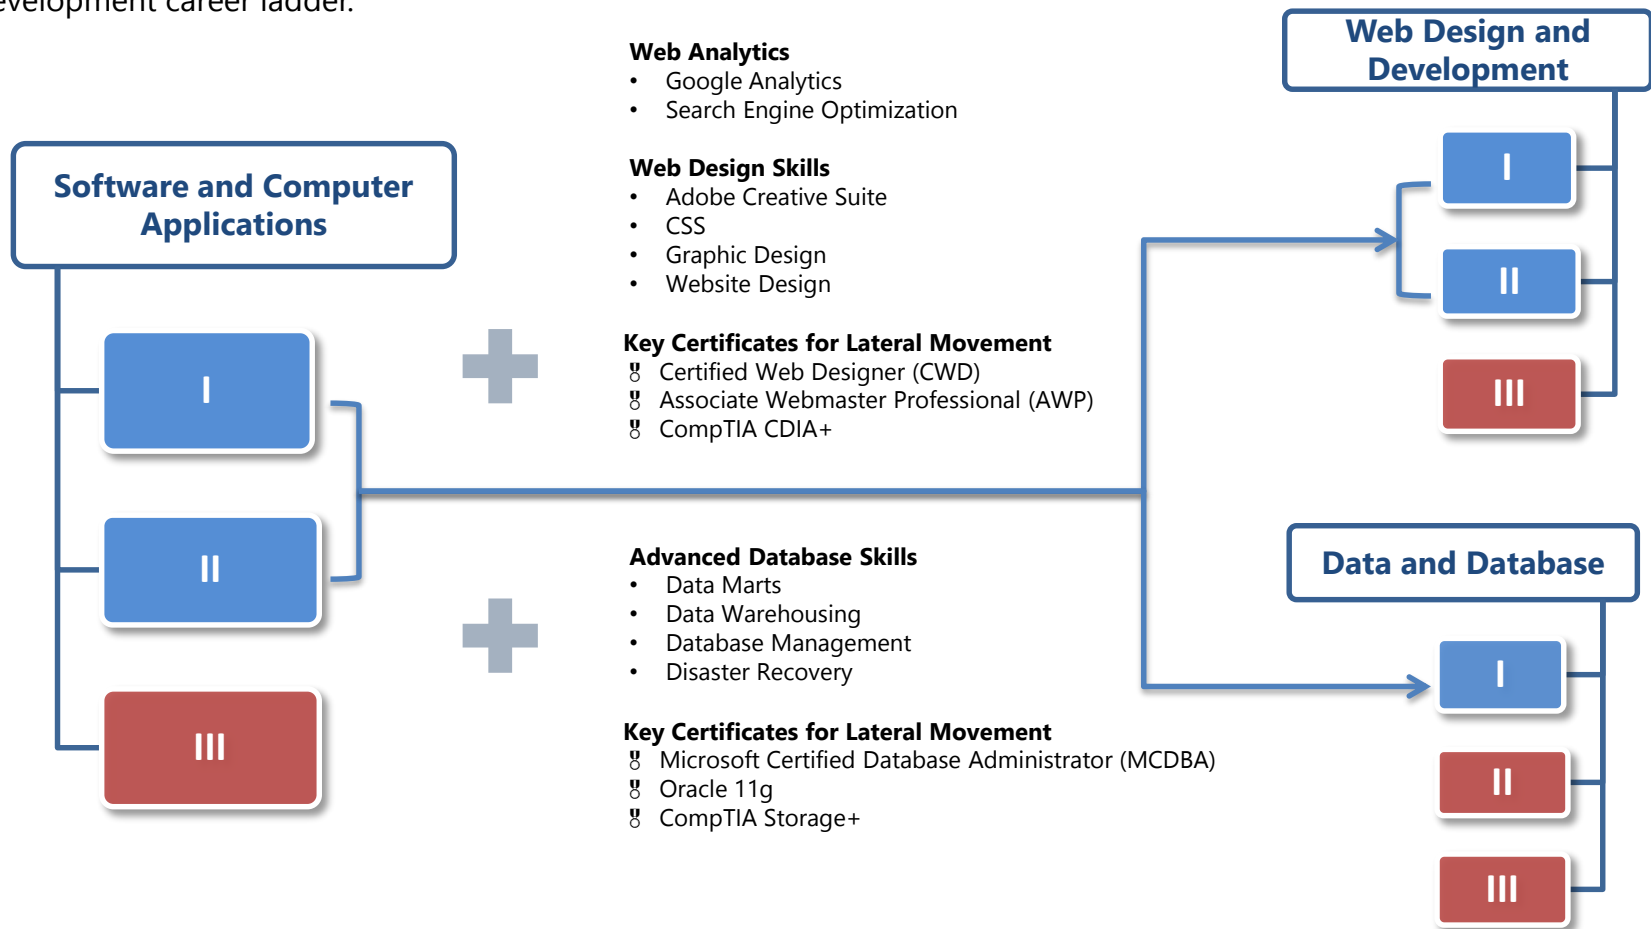 evelopment career ladder.
Software and Computer
Applications
I
II
III
Web Analytics
• Google Analytics
• Search Engine Optimization
Web Design Skills
• Adobe Creative Suite
• CSS
• Graphic Design
• Website Design
Key Certificates for Lateral Movement
Certified Web Designer (CWD)
Associate Webmaster Professional (AWP)
CompTIA CDIA+
Advanced Database Skills
• Data Marts
• Data Warehousing
• Database Management
• Disaster Recovery
Key Certificates for Lateral Movement
Microsoft Certified Database Administrator (MCDBA)
Oracle 11g
CompTIA Storage+
Web Design and
Development
I
II
III
Data and Database
I
II
III